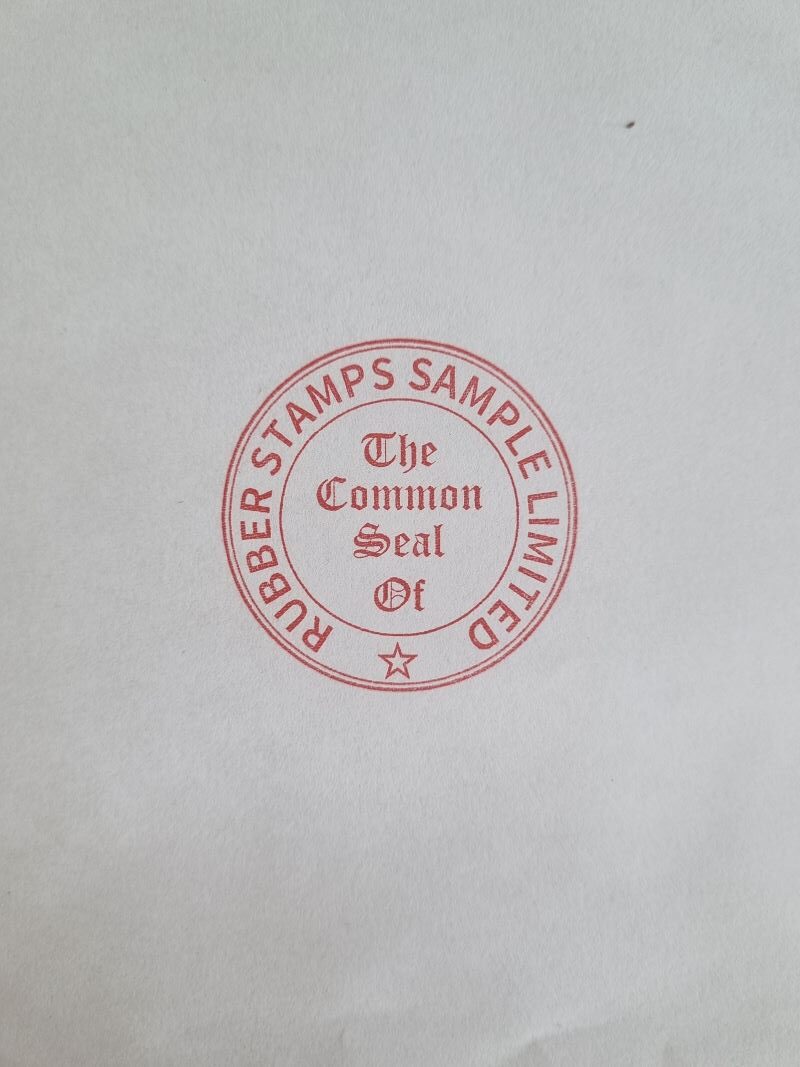 The
Common
Seal
Of
RUBBER STAMPS SAMPLE LIMITED